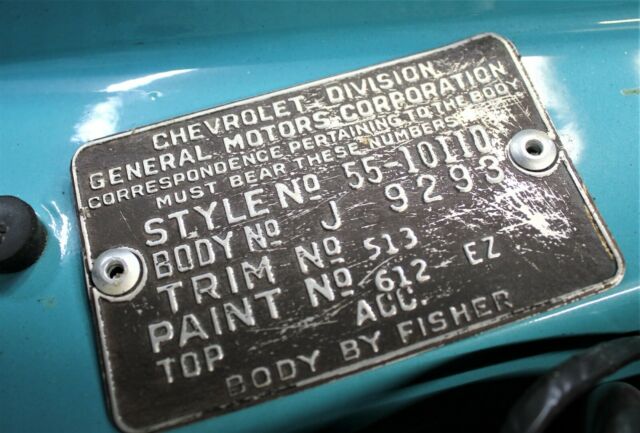 CHEVROLET DIVISION
GENERAL MOTORS CORPORATION
CORRESPONDENCE PERTAINING TO THE BODY
MUST BEAR THESE NUMBERS
STYLE No 55-1011D
BODY No J 9293
TRIM No 513
PAINT No 612 EZ
TOP ACC.
BODY BY FISHER